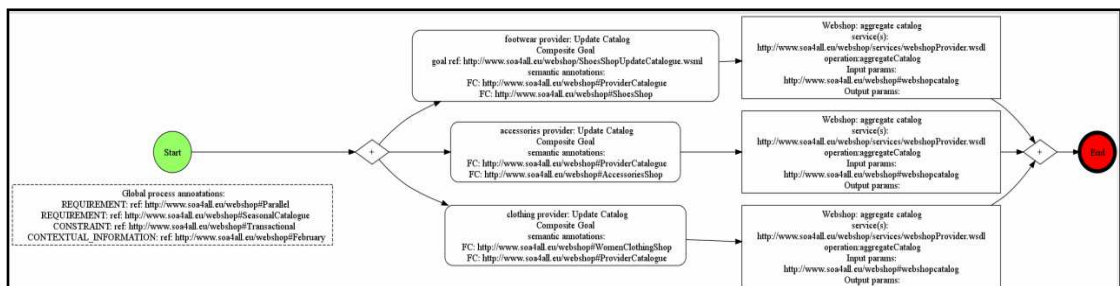 Start
Global process annoatations:
REQUIREMENT: ref: http://www.soa4all.eu/webshop#Parallel
REQUIREMENT: ref: http://www.soa4all.eu/webshop#SeasonalCatalogue
CONSTRAINT: ref: http://www.soa4all.eu/webshop#Transactional
CONTEXTUAL_INFORMATION: ref: http://www.soa4all.eu/webshop#February
+
footwear provider: Update Catalog
Composite Goal
goal ref: http://www.soa4all.eu/webshop/ShoesShopUpdateCatalogue.wsml
semantic annotations:
FC: http://www.soa4all.eu/webshop#ProviderCatalogue
FC: http://www.soa4all.eu/webshop#ShoesShop
accessories provider: Update Catalog
Composite Goal
semantic annotations:
FC: http://www.soa4all.eu/webshop#ProviderCatalogue
FC: http://www.soa4all.eu/webshop#AccessoriesShop
clothing provider: Update Catalog
Composite Goal
semantic annotations:
FC: http://www.soa4all.eu/webshop#WomenClothingShop
FC: http://www.soa4all.eu/webshop#ProviderCatalogue
Webshop: aggregate catalog
service(s):
http://www.soa4all.eu/webshop/services/webshopProvider.wsdl
operation:aggregateCatalog
Input params:
http://www.soa4all.eu/webshop#webshopcatalog
Output params:
Webshop: aggregate catalog
service(s):
http://www.soa4all.eu/webshop/services/webshopProvider.wsdl
operation:aggregateCatalog
Input params:
http://www.soa4all.eu/webshop#webshopcatalog
Output params:
Webshop: aggregate catalog
service(s):
http://www.soa4all.eu/webshop/services/webshopProvider.wsdl
operation:aggregateCatalog
Input params:
http://www.soa4all.eu/webshop#webshopcatalog
Output params:
+
End